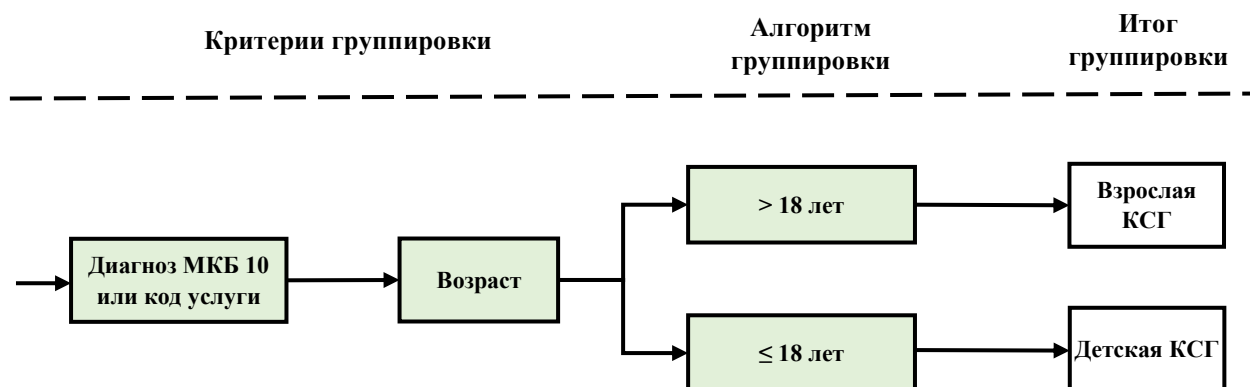 Критерии группировки
Алгоритм
группировки
Итог
группировки
Диагноз МКБ 10
или код услуги
Возраст
> 18 лет
Взрослая
КСГ
≤ 18 лет
Детская КСГ